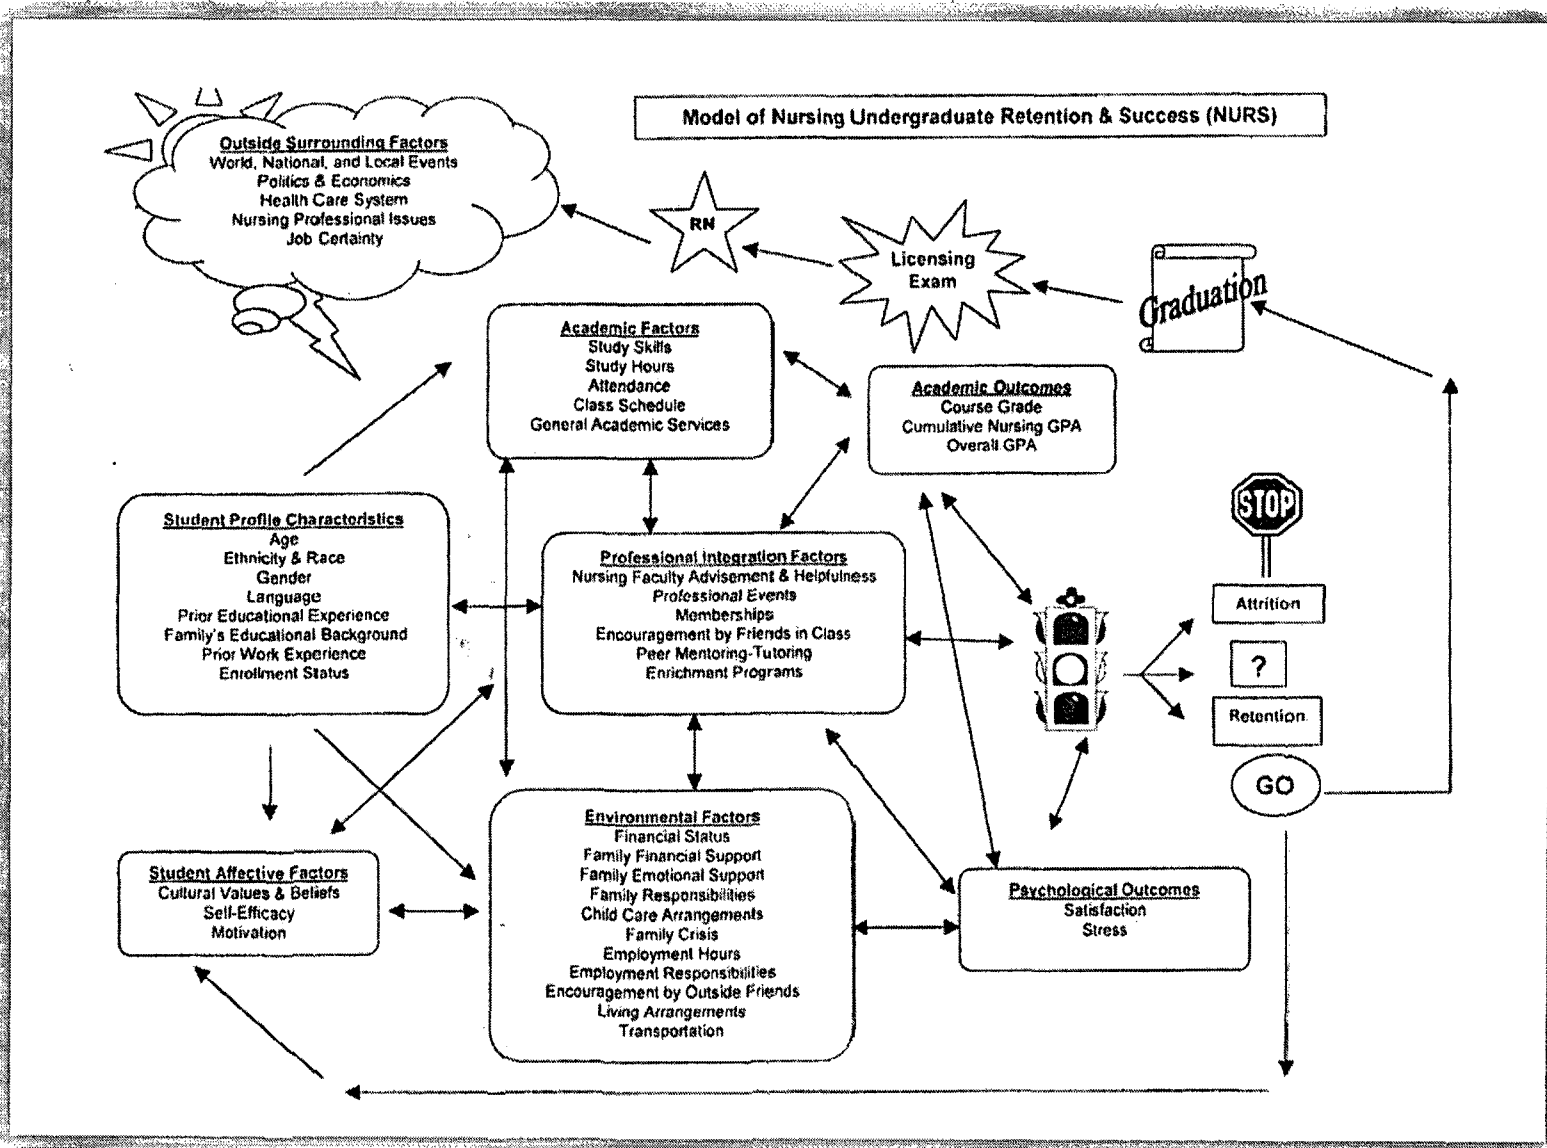 Model of Nursing Undergraduate Retention & Success (NURS)
Outside Surrounding Factors
World, National, and Local Events
Politics & Economics
Health Care System
Nursing Professional Issues
Job Certainty
RN
Licensing
Exam
Graduation
Academic Factors
Study Skills
Study Hours
Attendance
Class Schedule
General Academic Services
Academic Outcomes
Course Grade
Cumulative Nursing GPA
Overall GPA
Student Profile Characteristics
Age
Ethnicity & Race
Gender
Language
Prior Educational Experience
Family's Educational Background
Prior Work Experience
Enrollment Status
Professional Integration Factors
Nursing Faculty Advisement & Helpfulness
Professional Events
Memberships
Encouragement by Friends in Class
Peer Mentoring-Tutoring
Enrichment Programs
STOP
Attrition
?
Retention
GO
Student Affective Factors
Cultural Values & Beliefs
Self-Efficacy
Motivation
Environmental Factors
Financial Status
Family Financial Support
Family Emotional Support
Family Responsibilities
Child Care Arrangements
Family Crisis
Employment Hours
Employment Responsibilities
Encouragement by Outside Friends
Living Arrangements
Transportation
Psychological Outcomes
Satisfaction
Stress